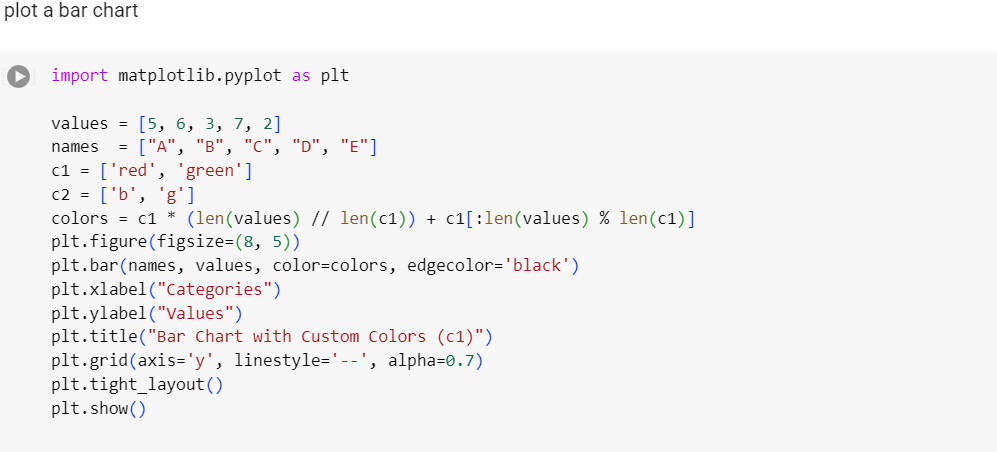 plot a bar chart
import matplotlib.pyplot as plt
values = [5, 6, 3, 7, 2]
names  = ["A", "B", "C", "D", "E"]
c1 = ['red', 'green']
c2 = ['b', 'g']
colors = c1 * (len(values) // len(c1)) + c1[:len(values) % len(c1)]
plt.figure(figsize=(8, 5))
plt.bar(names, values, color=colors, edgecolor='black')
plt.xlabel("Categories")
plt.ylabel("Values")
plt.title("Bar Chart with Custom Colors (c1)")
plt.grid(axis='y', linestyle='--', alpha=0.7)
plt.tight_layout()
plt.show()